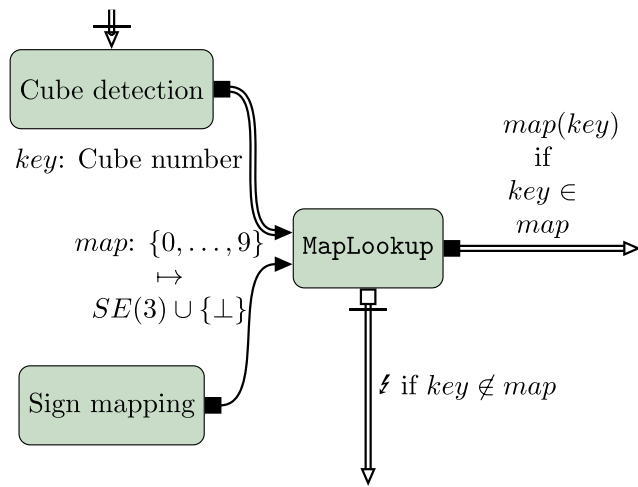 Cube detection
key: Cube number
map: {0, . . . , 9}
↦
SE(3) ∪ {⊥}
Sign mapping
MapLookup
map(key)
if
key ∈
map
↯ if key ∉ map